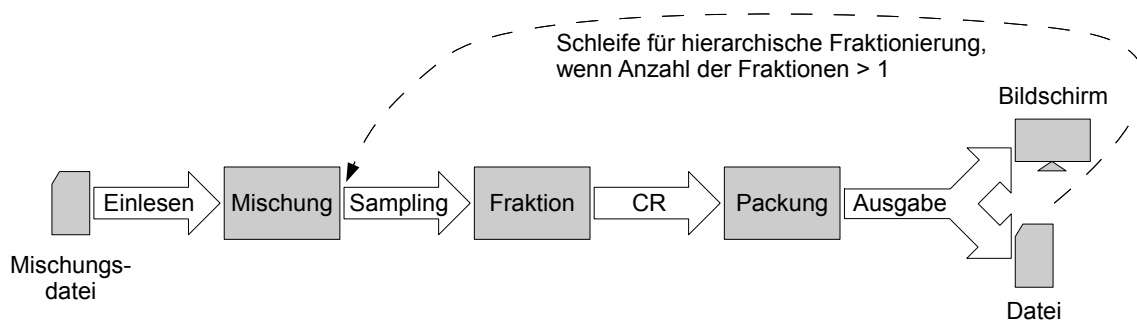 Schleife für hierarchische Fraktionierung,
wenn Anzahl der Fraktionen > 1
Bildschirm
Einlesen
Mischung
Sampling
Fraktion
CR
Packung
Ausgabe
Mischungs-
datei
Datei